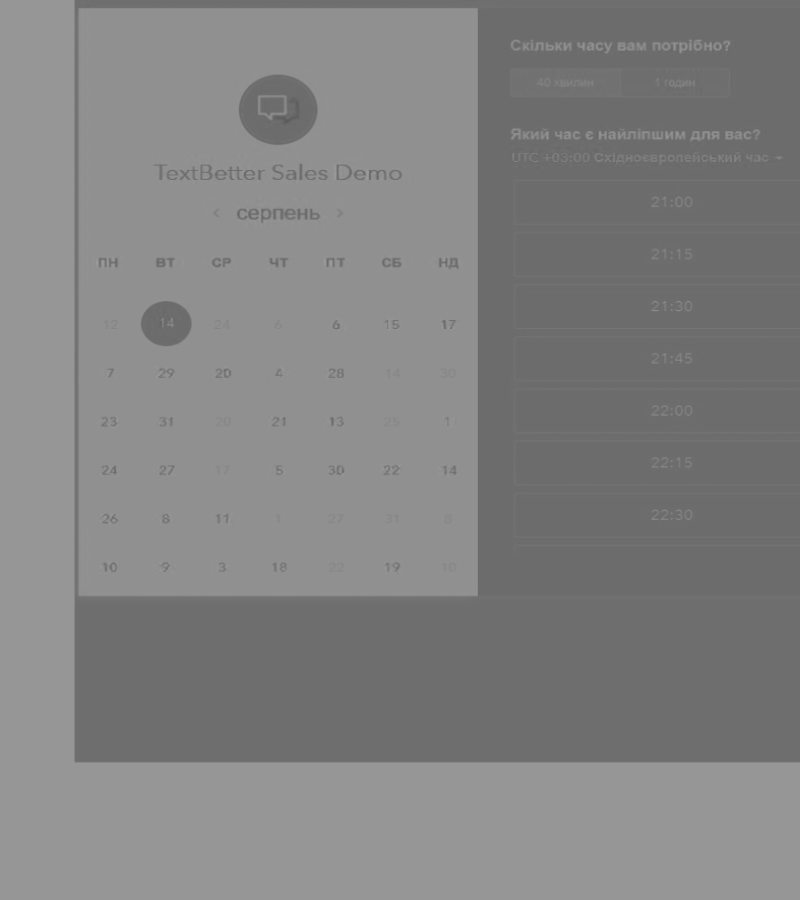 TextBetter Sales Demo
серпень
ПН ВТ СР ЧТ ПТ СБ НД
12 14 24 6 6 15 17
7 29 20 4 28 14 30
23 31 20 21 13 25 1
24 27 17 5 30 22 14
26 8 11 1 27 31 8
10 9 3 18 22 19 10
Скільки часу вам потрібно?
40 хвилин 1 годин
Який час є найліпшим для вас?
UTC +03:00 Східноєвропейський час
21:00
21:15
21:30
21:45
22:00
22:15
22:30